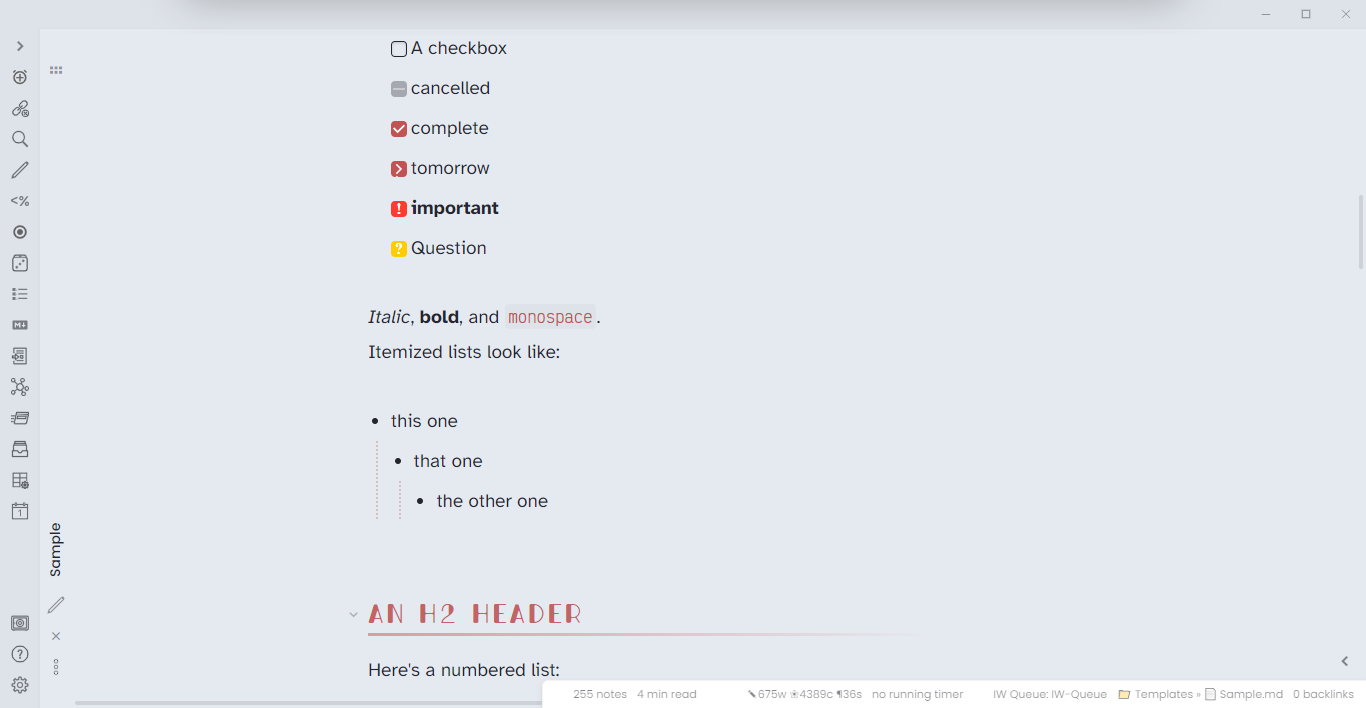 A checkbox
cancelled
complete
tomorrow
important
Question
Italic, bold, and monospace.
Itemized lists look like:
this one
that one
the other one
Sample
AN H2 HEADER
Here's a numbered list:
255 notes 4 min read 675w 4389c ¶36s no running timer IW Queue: IW-Queue Templates » Sample.md 0 backlinks
<%
M↓
1